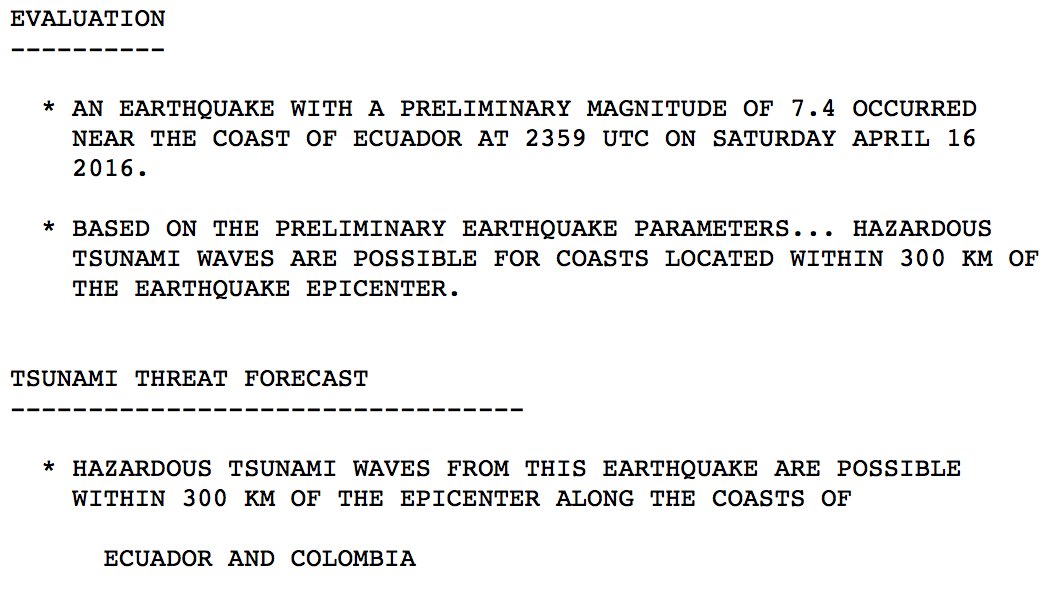 EVALUATION
----------
* AN EARTHQUAKE WITH A PRELIMINARY MAGNITUDE OF 7.4 OCCURRED
NEAR THE COAST OF ECUADOR AT 2359 UTC ON SATURDAY APRIL 16
2016.
* BASED ON THE PRELIMINARY EARTHQUAKE PARAMETERS... HAZARDOUS
TSUNAMI WAVES ARE POSSIBLE FOR COASTS LOCATED WITHIN 300 KM OF
THE EARTHQUAKE EPICENTER.
TSUNAMI THREAT FORECAST
---------------------------------
* HAZARDOUS TSUNAMI WAVES FROM THIS EARTHQUAKE ARE POSSIBLE
WITHIN 300 KM OF THE EPICENTER ALONG THE COASTS OF
ECUADOR AND COLOMBIA